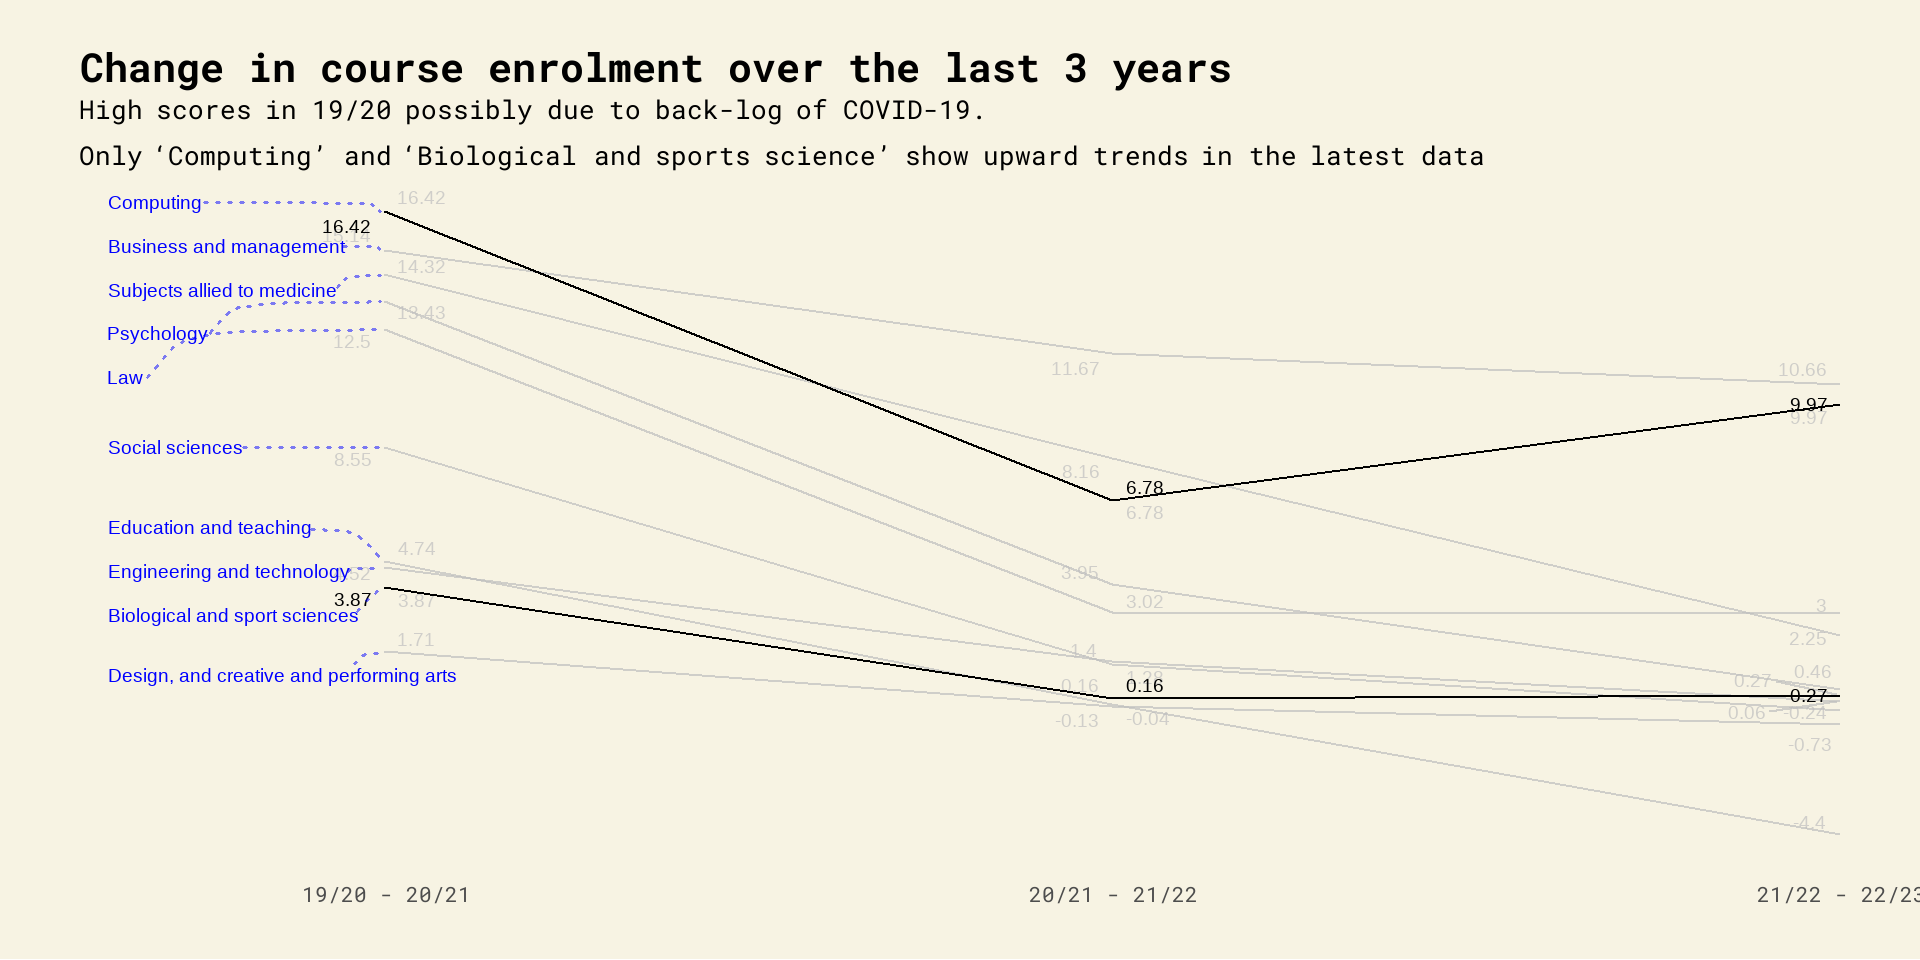 Change in course enrolment over the last 3 years
High scores in 19/20 possibly due to back-log of COVID-19.
Only ‘Computing’ and ‘Biological and sports science’ show upward trends in the latest data
Computing
16.42
16.42
15.14
Business and management
14.32
Subjects allied to medicine
13.43
Psychology
12.5
Law
11.67
10.66
9.97
9.97
Social sciences
8.55
8.16
6.78
6.78
Education and teaching
4.74
Engineering and technology
3.95
3.87
3.87
3.02
3
Biological and sport sciences
1.71
2.25
1.4
0.46
Design, and creative and performing arts
0.16
1.28
0.16
0.27
0.27
-0.13
-0.04
0.06
-0.24
-0.73
-4.4
19/20 - 20/21
20/21 - 21/22
21/22 - 22/23